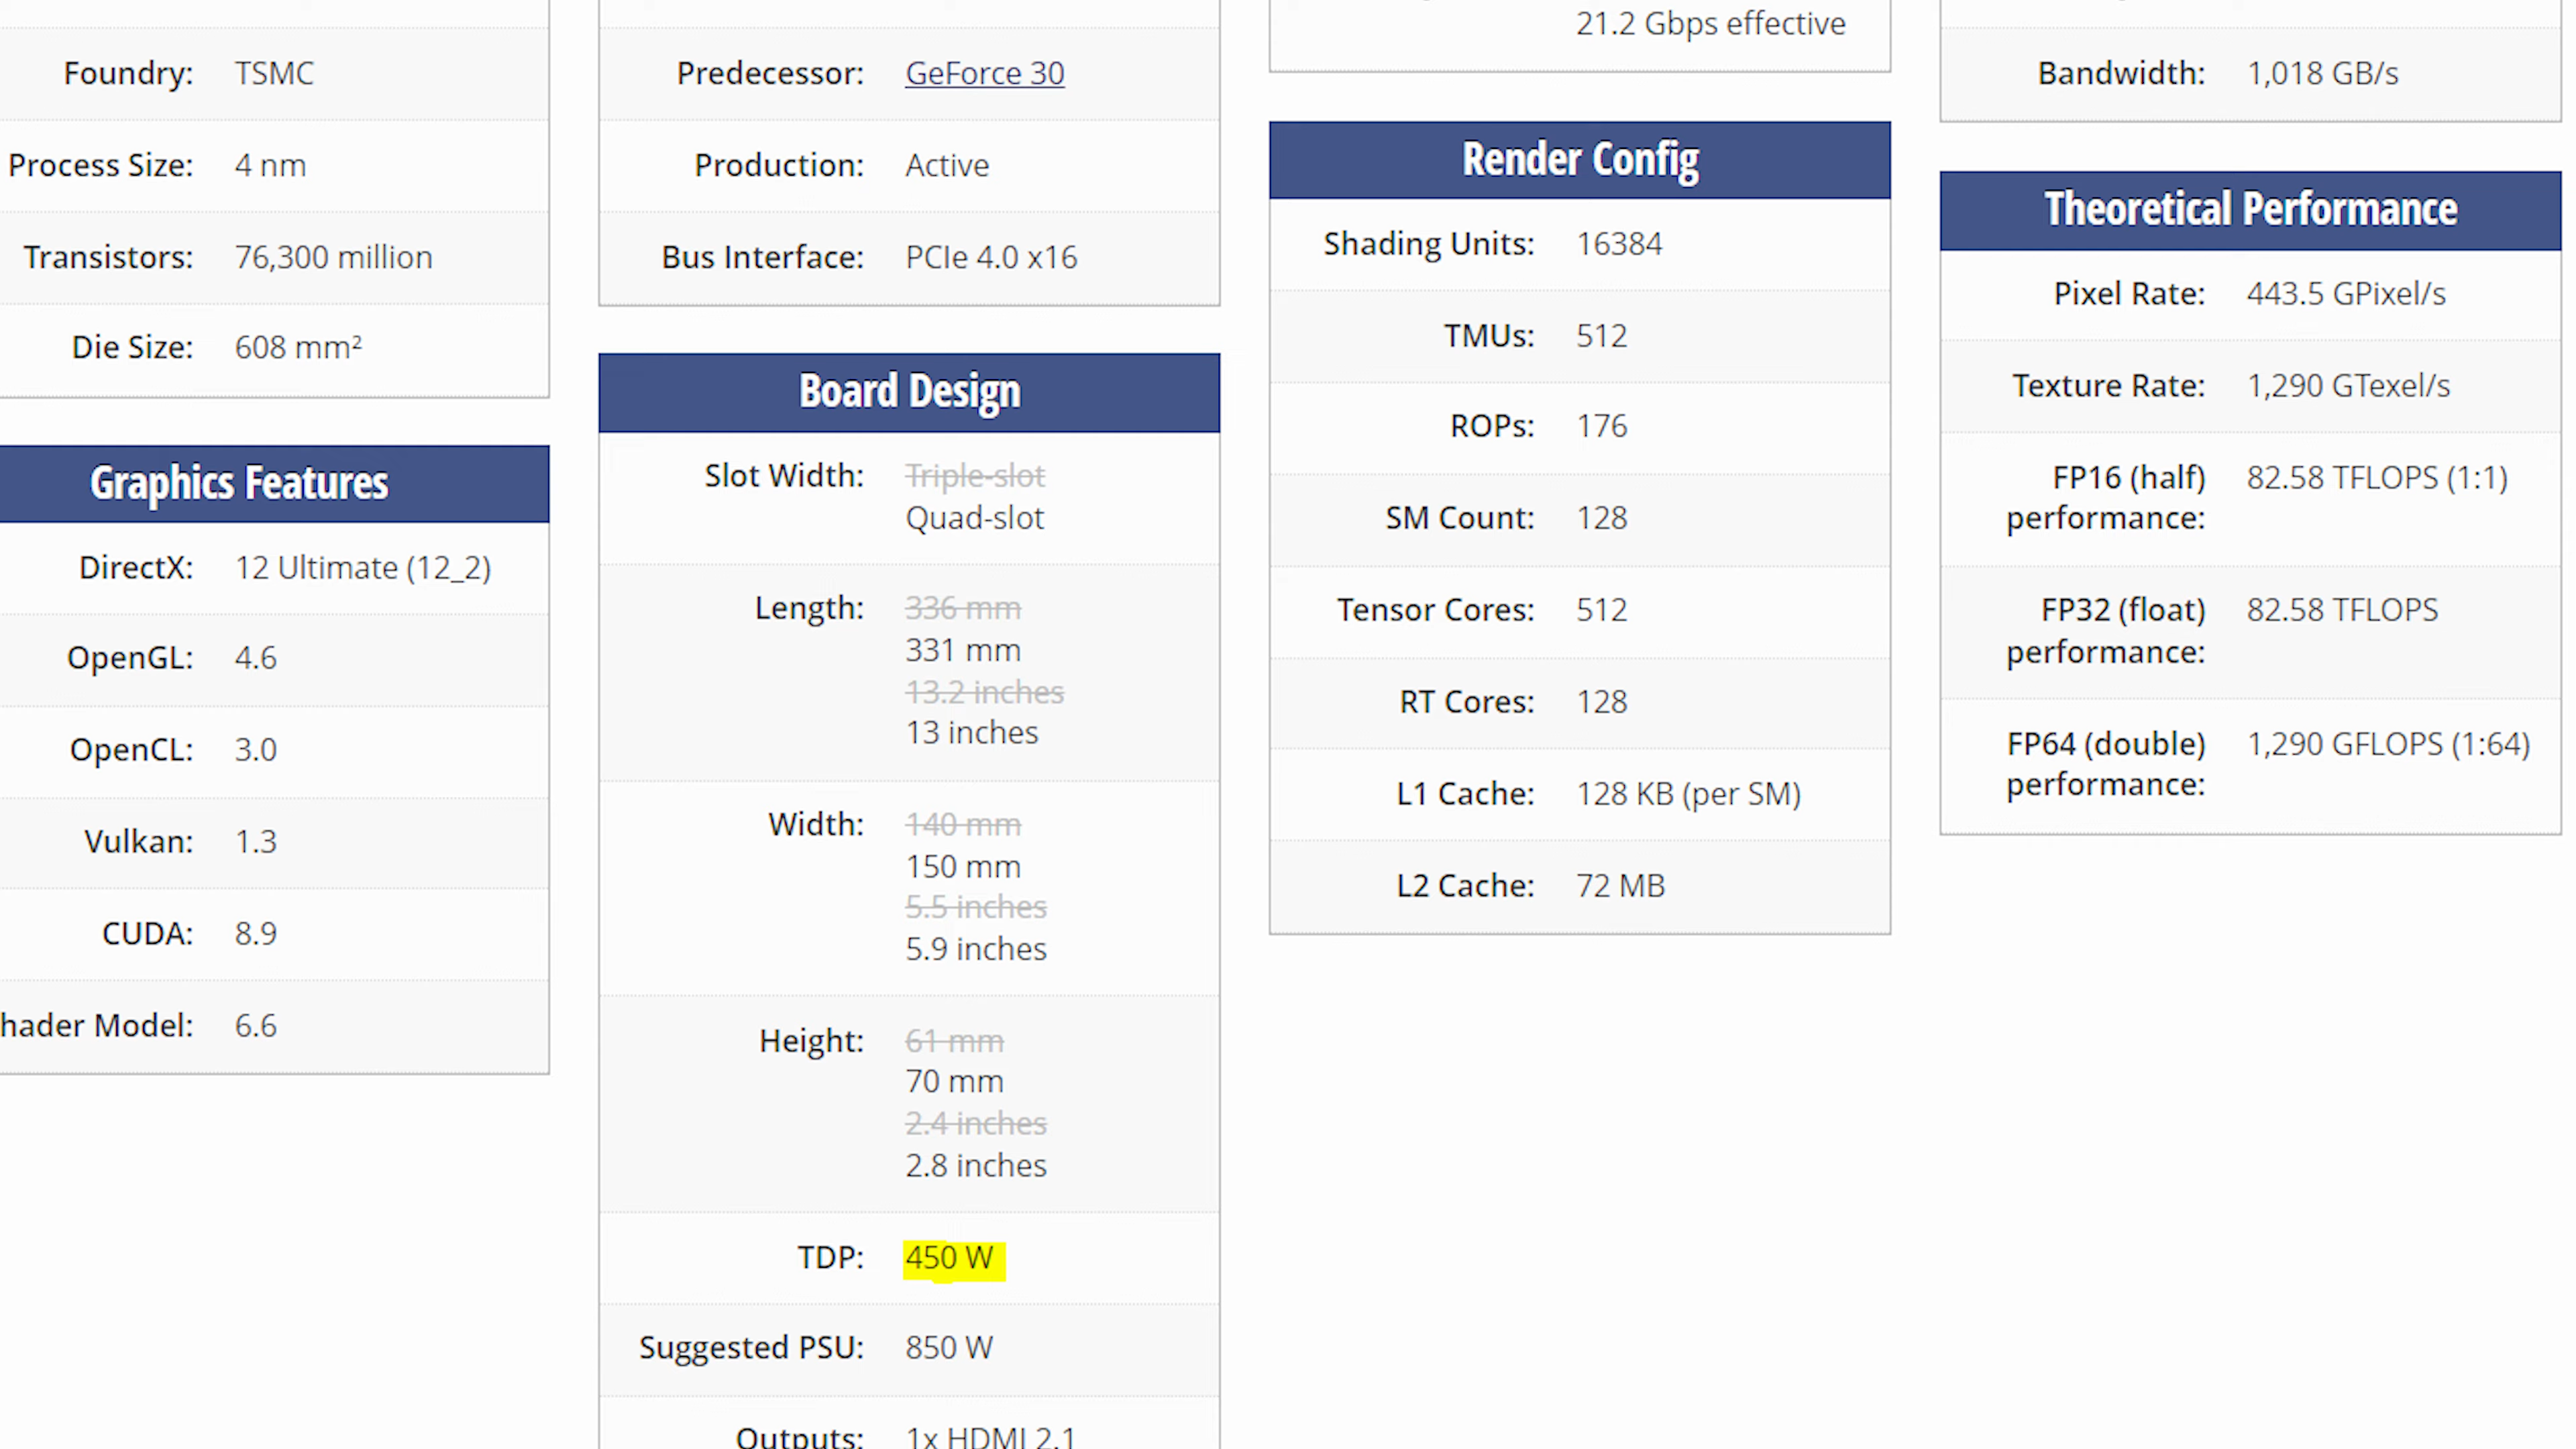 Foundry: TSMC
Process Size: 4 nm
Transistors: 76,300 million
Die Size: 608 mm²
Graphics Features
DirectX: 12 Ultimate (12_2)
OpenGL: 4.6
OpenCL: 3.0
Vulkan: 1.3
CUDA: 8.9
hader Model: 6.6
Predecessor: GeForce 30
Production: Active
Bus Interface: PCIe 4.0 x16
Board Design
Slot Width: Triple-slot
Quad-slot
Length: 336 mm
331 mm
13.2 inches
13 inches
Width: 140 mm
150 mm
5.5 inches
5.9 inches
Height: 61 mm
70 mm
2.4 inches
2.8 inches
TDP: 450 W
Suggested PSU: 850 W
Outputs: 1x HDMI 2.1
21.2 Gbps effective
Render Config
Shading Units: 16384
TMUs: 512
ROPs: 176
SM Count: 128
Tensor Cores: 512
RT Cores: 128
L1 Cache: 128 KB (per SM)
L2 Cache: 72 MB
Bandwidth: 1,018 GB/s
Theoretical Performance
Pixel Rate: 443.5 GPixel/s
Texture Rate: 1,290 GTexel/s
FP16 (half) 82.58 TFLOPS (1:1)
performance:
FP32 (float) 82.58 TFLOPS
performance:
FP64 (double) 1,290 GFLOPS (1:64)
performance: